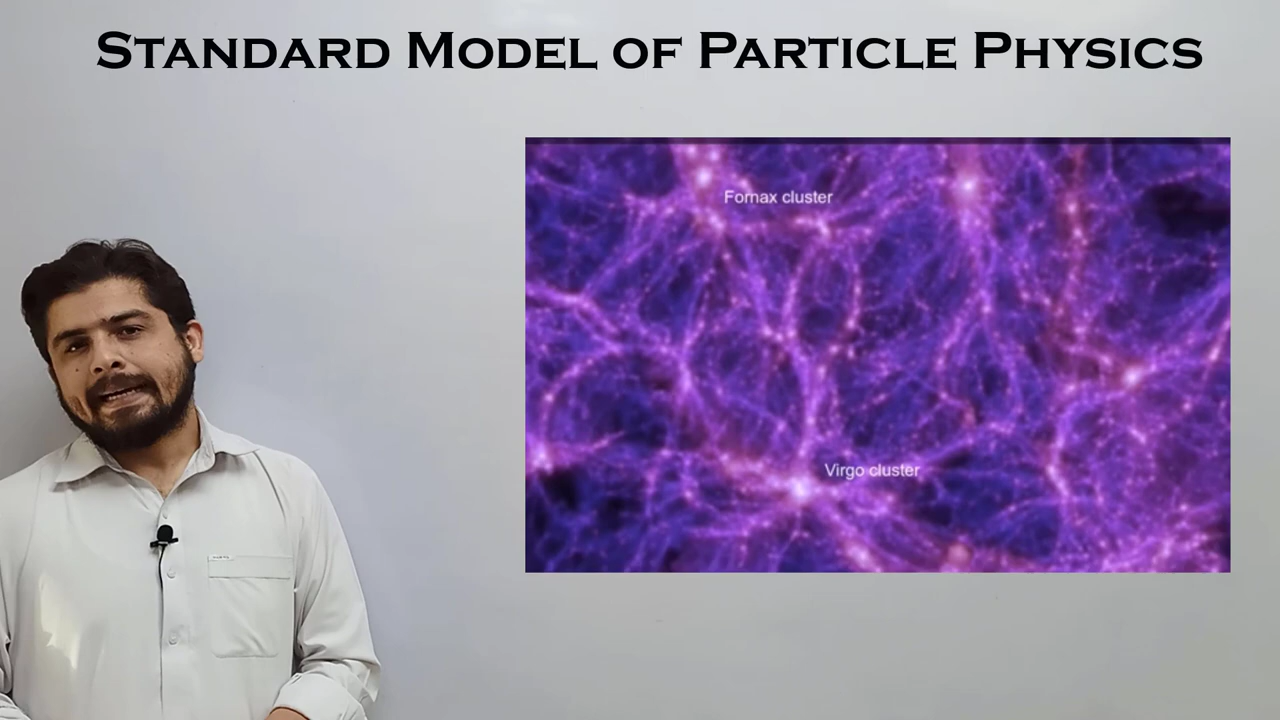 STANDARD MODEL OF PARTICLE PHYSICS
Fornax cluster
Virgo cluster